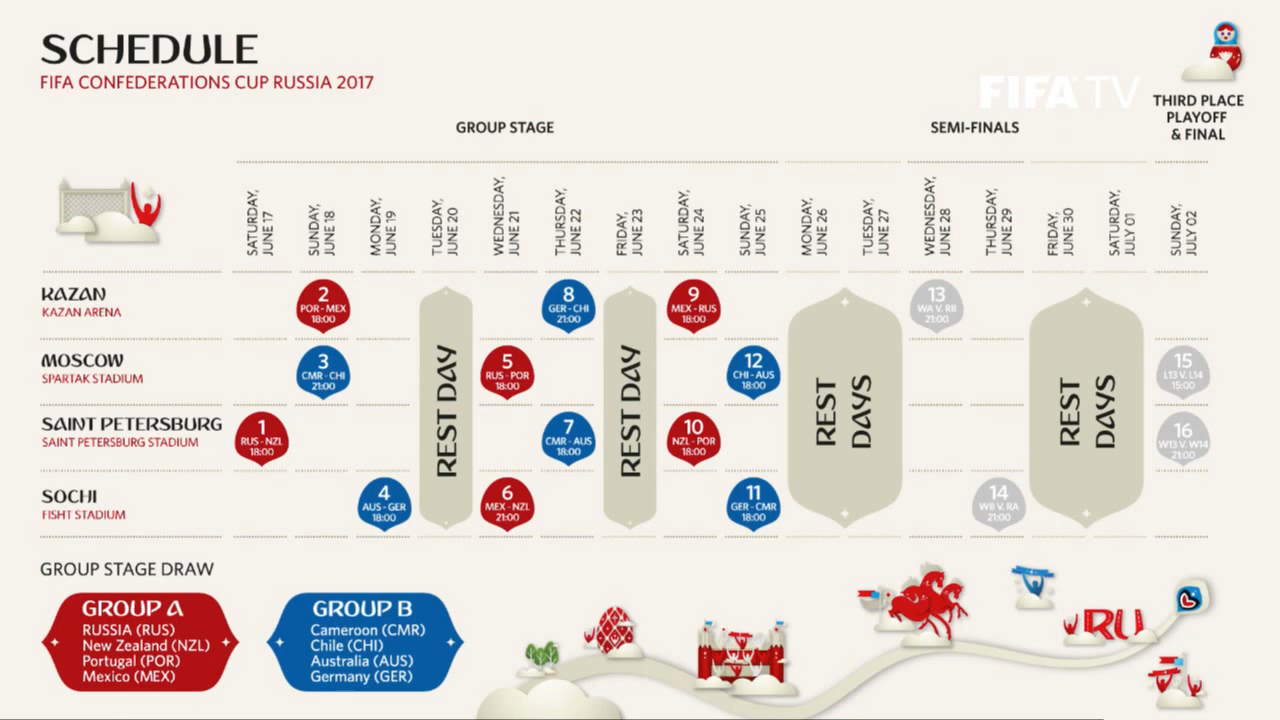 SCHEDULE
FIFA CONFEDERATIONS CUP RUSSIA 2017
FIFA TV
THIRD PLACE
PLAYOFF
& FINAL
GROUP STAGE
SEMI-FINALS
SATURDAY,
JUNE 17
SUNDAY,
JUNE 18
MONDAY,
JUNE 19
TUESDAY,
JUNE 20
WEDNESDAY,
JUNE 21
THURSDAY,
JUNE 22
FRIDAY,
JUNE 23
SATURDAY,
JUNE 24
SUNDAY,
JUNE 25
MONDAY,
JUNE 26
TUESDAY,
JUNE 27
WEDNESDAY,
JUNE 28
THURSDAY,
JUNE 29
FRIDAY,
JUNE 30
SATURDAY,
JULY 01
SUNDAY,
JULY 02
KAZAN
KAZAN ARENA
2
POR - MEX
18:00
8
GER - CHI
21:00
9
MEX - RUS
18:00
13
WA V. RB
21:00
MOSCOW
SPARTAK STADIUM
3
CMR - CHI
21:00
5
RUS - POR
18:00
12
CHI - AUS
18:00
15
L13 V. L14
15:00
SAINT PETERSBURG
SAINT PETERSBURG STADIUM
1
RUS - NZL
18:00
7
CMR - AUS
18:00
10
NZL - POR
18:00
16
W13 V. W14
21:00
SOCHI
FISHT STADIUM
4
AUS - GER
18:00
6
MEX - NZL
21:00
11
GER - CMR
18:00
14
WB V. RA
21:00
REST DAY
REST DAY
REST
DAYS
REST
DAYS
GROUP STAGE DRAW
GROUP A
RUSSIA (RUS)
New Zealand (NZL)
Portugal (POR)
Mexico (MEX)
GROUP B
Cameroon (CMR)
Chile (CHI)
Australia (AUS)
Germany (GER)
RU